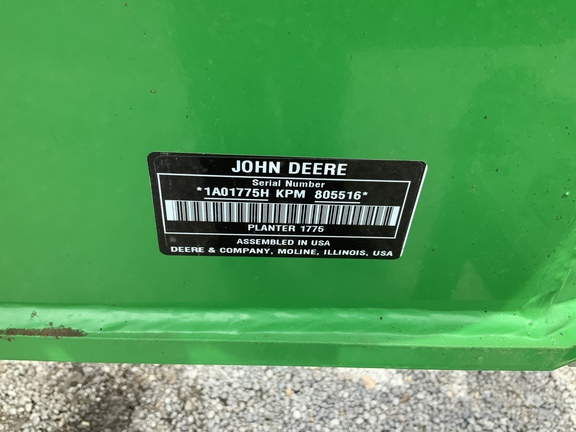 JOHN DEERE
Serial Number
*1A01775H KPM 805516*
PLANTER 1775
ASSEMBLED IN USA
DEERE & COMPANY, MOLINE, ILLINOIS, USA